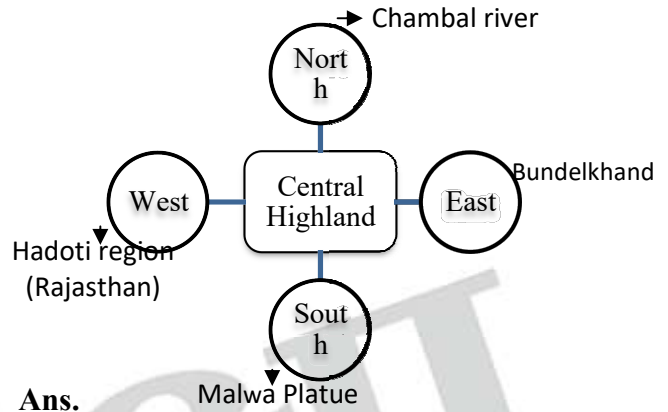 Chambal river
Nort
h
West
Central
Highland
East
Bundelkhand
Hadoti region
(Rajasthan)
Sout
h
Malwa Platue
Ans.